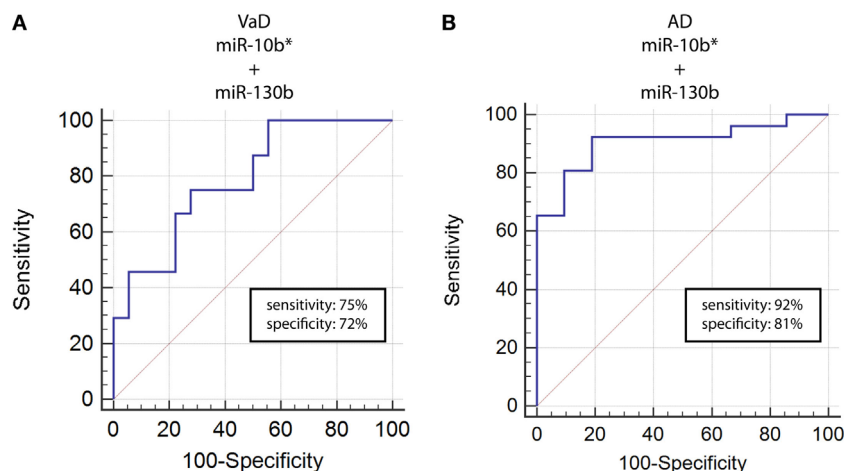 A
VaD
miR-10b*
+
miR-130b
100
80
60
40
20
0
Sensitivity
sensitivity: 75%
specificity: 72%
0 20 40 60 80 100
100-Specificity
B
AD
miR-10b*
+
miR-130b
100
80
60
40
20
0
Sensitivity
sensitivity: 92%
specificity: 81%
0 20 40 60 80 100
100-Specificity